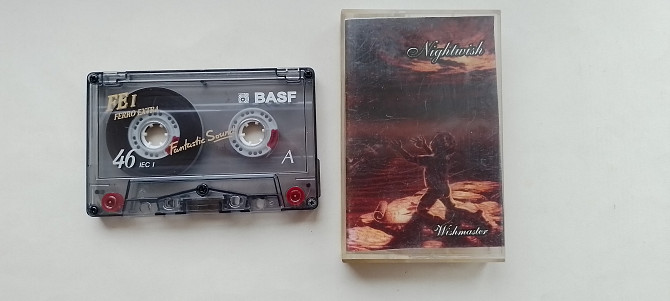 FE I
FERRO EXTRA
BASF
Fantastic Sound
46 IEC I
A
Nightwish
Wishmaster